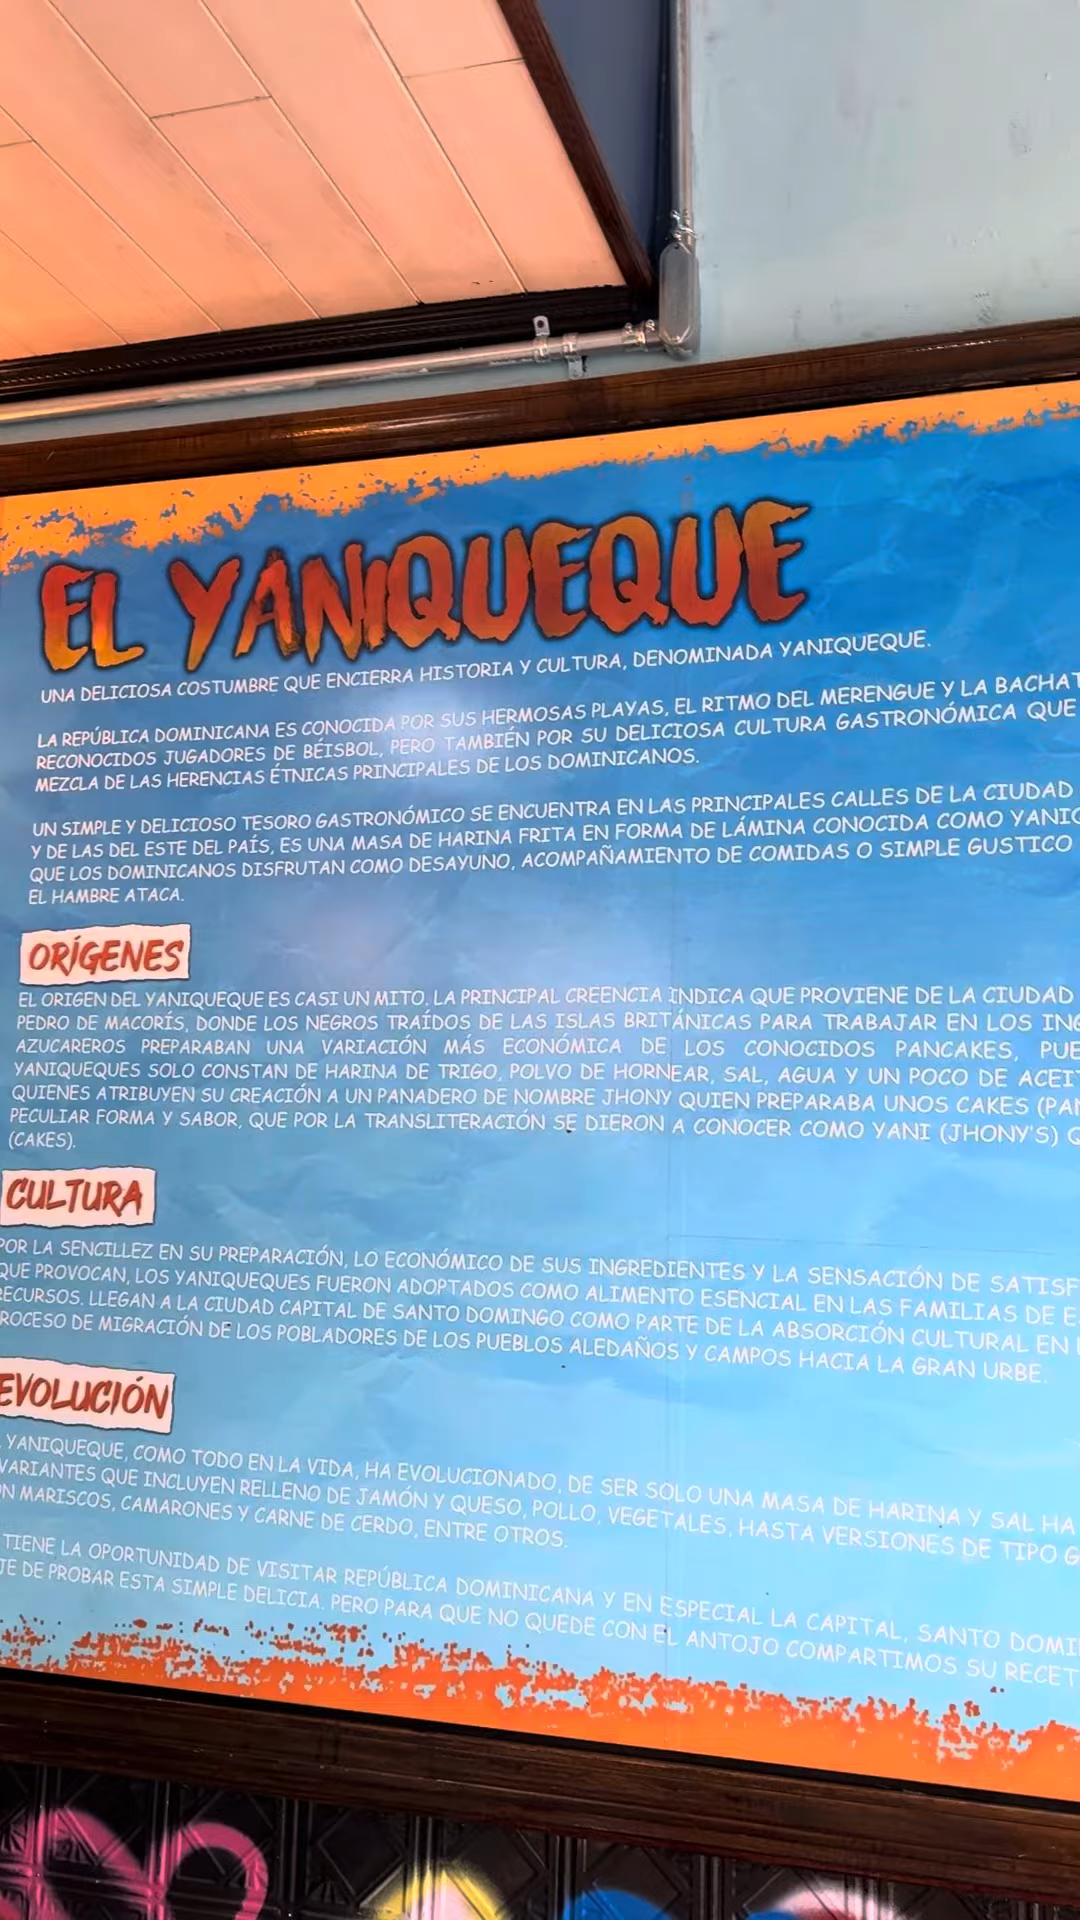 EL YANIQUEQUE
UNA DELICIOSA COSTUMBRE QUE ENCIERRA HISTORIA Y CULTURA, DENOMINADA YANIQUEQUE.
LA REPÚBLICA DOMINICANA ES CONOCIDA POR SUS HERMOSAS PLAYAS, EL RITMO DEL MERENGUE Y LA BACHAT
RECONOCIDOS JUGADORES DE BÉISBOL, PERO TAMBIÉN POR SU DELICIOSA CULTURA GASTRONÓMICA QUE
MEZCLA DE LAS HERENCIAS ÉTNICAS PRINCIPALES DE LOS DOMINICANOS.
UN SIMPLE Y DELICIOSO TESORO GASTRONÓMICO SE ENCUENTRA EN LAS PRINCIPALES CALLES DE LA CIUDAD
Y DE LAS DEL ESTE DEL PAÍS, ES UNA MASA DE HARINA FRITA EN FORMA DE LÁMINA CONOCIDA COMO YANIQ
QUE LOS DOMINICANOS DISFRUTAN COMO DESAYUNO, ACOMPAÑAMIENTO DE COMIDAS O SIMPLE GUSTICO
EL HAMBRE ATACA.
ORÍGENES
EL ORIGEN DEL YANIQUEQUE ES CASI UN MITO. LA PRINCIPAL CREENCIA INDICA QUE PROVIENE DE LA CIUDAD
PEDRO DE MACORÍS, DONDE LOS NEGROS TRAÍDOS DE LAS ISLAS BRITÁNICAS PARA TRABAJAR EN LOS ING
AZUCAREROS PREPARABAN UNA VARIACIÓN MÁS ECONÓMICA DE LOS CONOCIDOS PANCAKES, PUE
YANIQUEQUES SOLO CONSTAN DE HARINA DE TRIGO, POLVO DE HORNEAR, SAL, AGUA Y UN POCO DE ACEIT
QUIENES ATRIBUYEN SU CREACIÓN A UN PANADERO DE NOMBRE JHONY QUIEN PREPARABA UNOS CAKES (PAN
PECULIAR FORMA Y SABOR, QUE POR LA TRANSLITERACIÓN SE DIERON A CONOCER COMO YANI (JHONY'S) Q
(CAKES).
CULTURA
POR LA SENCILLEZ EN SU PREPARACIÓN, LO ECONÓMICO DE SUS INGREDIENTES Y LA SENSACIÓN DE SATISF
QUE PROVOCAN, LOS YANIQUEQUES FUERON ADOPTADOS COMO ALIMENTO ESENCIAL EN LAS FAMILIAS DE E
RECURSOS. LLEGAN A LA CIUDAD CAPITAL DE SANTO DOMINGO COMO PARTE DE LA ABSORCIÓN CULTURAL EN
ROCESO DE MIGRACIÓN DE LOS POBLADORES DE LOS PUEBLOS ALEDAÑOS Y CAMPOS HACIA LA GRAN URBE.
EVOLUCIÓN
YANIQUEQUE, COMO TODO EN LA VIDA, HA EVOLUCIONADO, DE SER SOLO UNA MASA DE HARINA Y SAL HA
VARIANTES QUE INCLUYEN RELLENO DE JAMÓN Y QUESO, POLLO, VEGETALES, HASTA VERSIONES DE TIPO G
N MARISCOS, CAMARONES Y CARNE DE CERDO, ENTRE OTROS.
TIENE LA OPORTUNIDAD DE VISITAR REPÚBLICA DOMINICANA Y EN ESPECIAL LA CAPITAL, SANTO DOMI
JE DE PROBAR ESTA SIMPLE DELICIA. PERO PARA QUE NO QUEDE CON EL ANTOJO COMPARTIMOS SU RECET